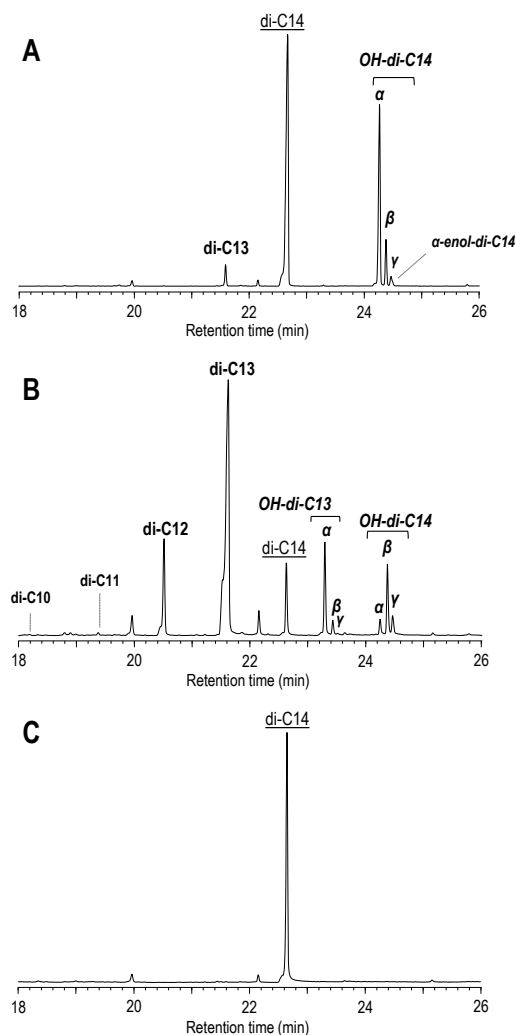 A
di-C14
OH-di-C14
α
β
di-C13
γ
α-enol-di-C14
18 20 22 24 26
Retention time (min)
B
di-C13
di-C12
OH-di-C13
α
di-C14
OH-di-C14
β
di-C10
di-C11
β
γ
α
γ
18 20 22 24 26
Retention time (min)
C
di-C14
18 20 22 24 26
Retention time (min)